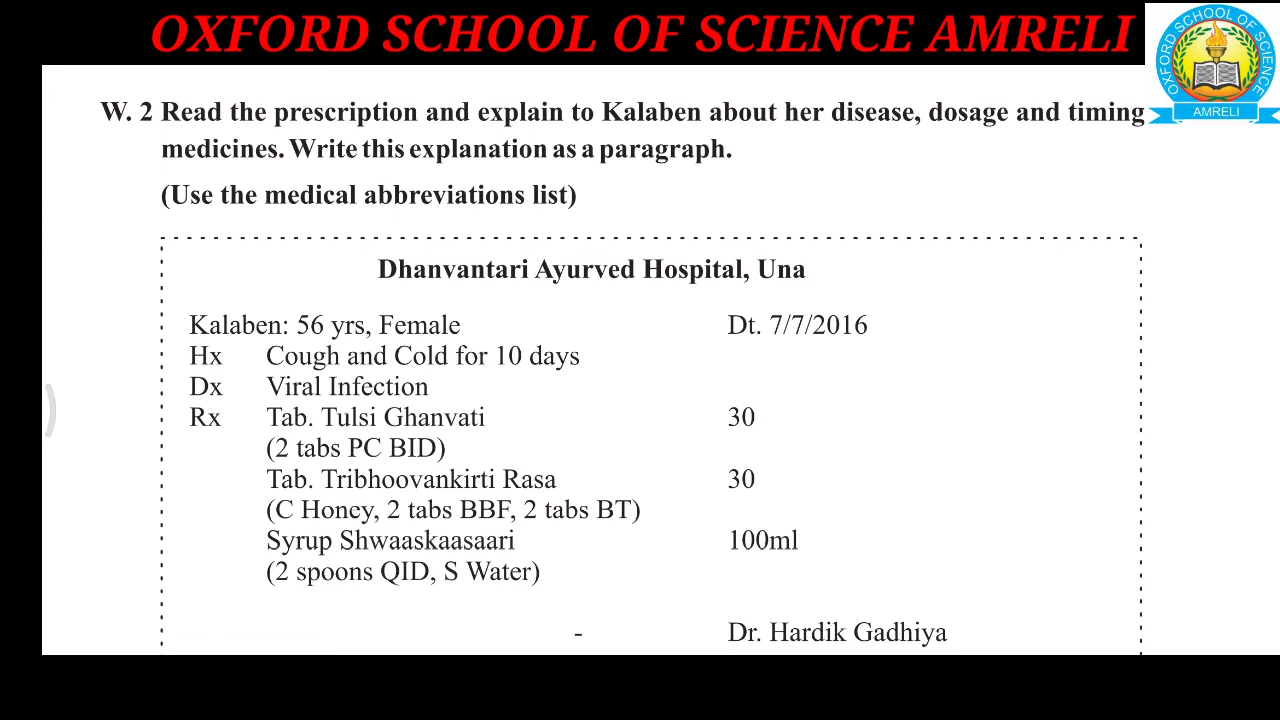 OXFORD SCHOOL OF SCIENCE AMRELI
OXFORD SCHOOL OF SCIENCE
AMRELI
W. 2 Read the prescription and explain to Kalaben about her disease, dosage and timing
medicines. Write this explanation as a paragraph.
(Use the medical abbreviations list)
Dhanvantari Ayurved Hospital, Una
Kalaben: 56 yrs, Female Dt. 7/7/2016
Hx Cough and Cold for 10 days
Dx Viral Infection
Rx Tab. Tulsi Ghanvati 30
(2 tabs PC BID)
Tab. Tribhoovankirti Rasa 30
(C Honey, 2 tabs BBF, 2 tabs BT)
Syrup Shwaaskaasaari 100ml
(2 spoons QID, S Water)
- Dr. Hardik Gadhiya